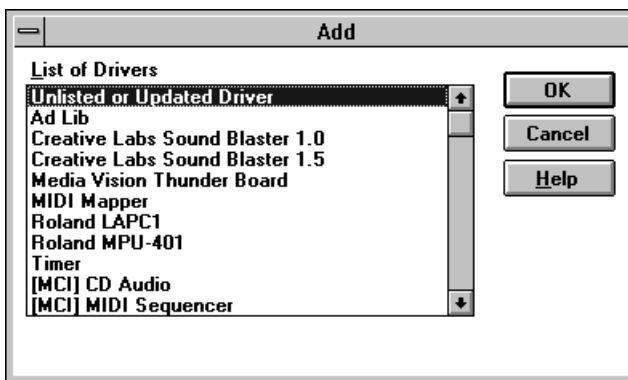 Add
List of Drivers
Unlisted or Updated Driver
Ad Lib
Creative Labs Sound Blaster 1.0
Creative Labs Sound Blaster 1.5
Media Vision Thunder Board
MIDI Mapper
Roland LAPC1
Roland MPU-401
Timer
[MCI] CD Audio
[MCI] MIDI Sequencer
OK
Cancel
Help